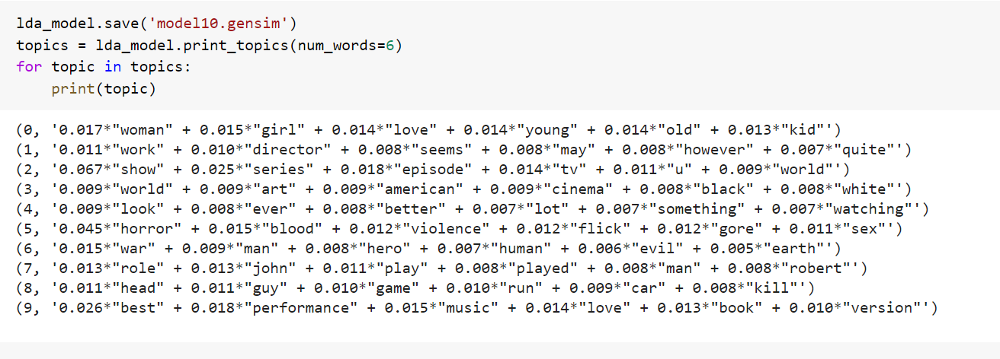 lda_model.save('model10.gensim')
topics = lda_model.print_topics(num_words=6)
for topic in topics:
    print(topic)
(0, '0.017*"woman" + 0.015*"girl" + 0.014*"love" + 0.014*"young" + 0.014*"old" + 0.013*"kid"')
(1, '0.011*"work" + 0.010*"director" + 0.008*"seems" + 0.008*"may" + 0.008*"however" + 0.007*"quite"')
(2, '0.067*"show" + 0.025*"series" + 0.018*"episode" + 0.014*"tv" + 0.011*"u" + 0.009*"world"')
(3, '0.009*"world" + 0.009*"art" + 0.009*"american" + 0.009*"cinema" + 0.008*"black" + 0.008*"white"')
(4, '0.009*"look" + 0.008*"ever" + 0.008*"better" + 0.007*"lot" + 0.007*"something" + 0.007*"watching"')
(5, '0.045*"horror" + 0.015*"blood" + 0.012*"violence" + 0.012*"flick" + 0.012*"gore" + 0.011*"sex"')
(6, '0.015*"war" + 0.009*"man" + 0.008*"hero" + 0.007*"human" + 0.006*"evil" + 0.005*"earth"')
(7, '0.013*"role" + 0.013*"john" + 0.011*"play" + 0.008*"played" + 0.008*"man" + 0.008*"robert"')
(8, '0.011*"head" + 0.011*"guy" + 0.010*"game" + 0.010*"run" + 0.009*"car" + 0.008*"kill"')
(9, '0.026*"best" + 0.018*"performance" + 0.015*"music" + 0.014*"love" + 0.013*"book" + 0.010*"version"')